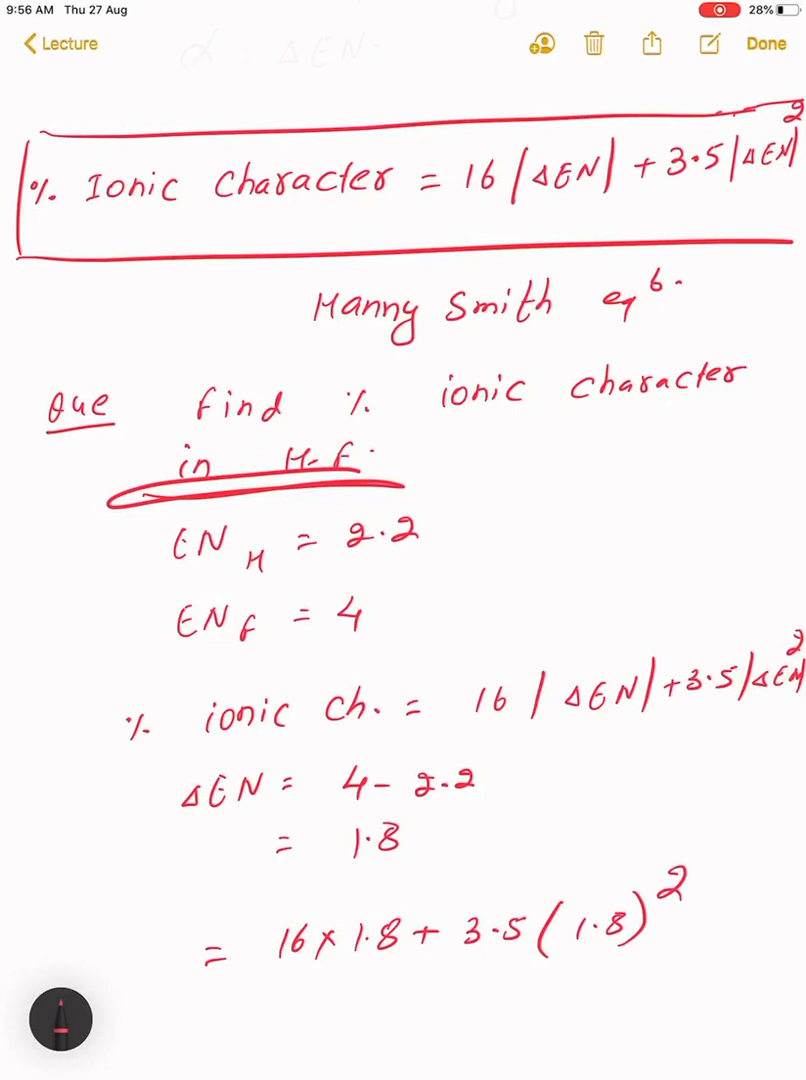 9:56 AM Thu 27 Aug 28%
Lecture Done
% Ionic Character = 16 |ΔEN| + 3.5 |ΔEN|²
Hanny Smith
Que find % ionic character
in H-F.
EN_H = 2.2
EN_F = 4
% ionic Ch. = 16 |ΔEN| + 3.5 |ΔEN|²
ΔEN = 4 - 2.2
= 1.8
= 16 × 1.8 + 3.5 (1.8)²